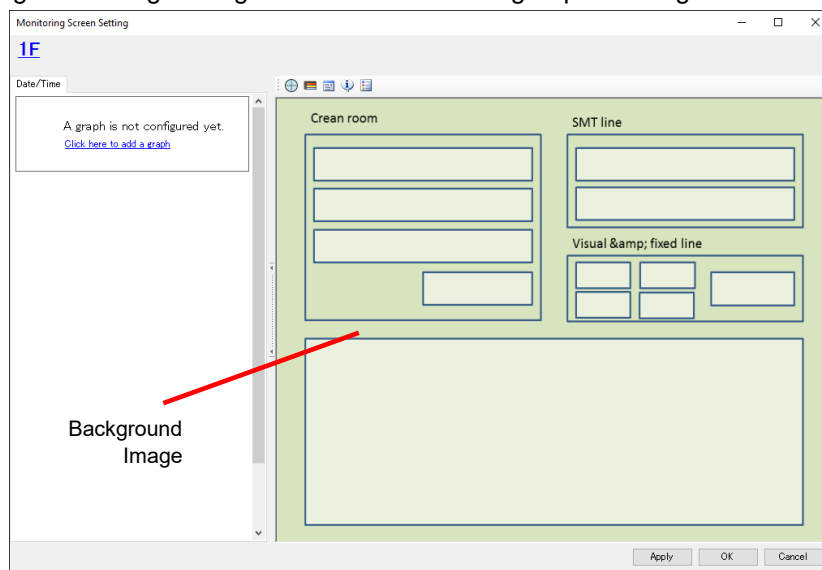 Monitoring Screen Setting
1F
Date/Time
A graph is not configured yet.
Click here to add a graph
Crean room
SMT line
Visual &amp; fixed line
Background
Image
Apply OK Cancel